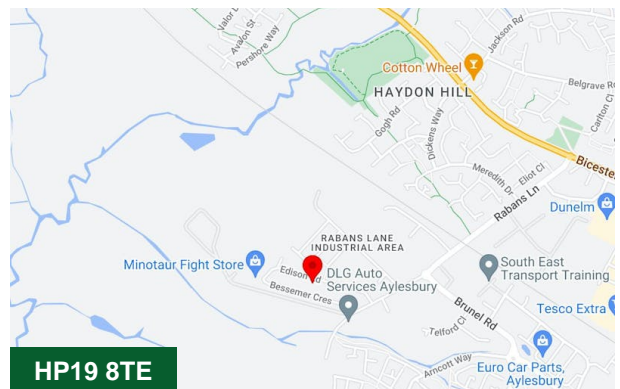 Valor L
Avalon St
Pershore Way
Jackson Rd
Cotton Wheel
HAYDON HILL
Belgrave R
Carlton Cl
Gogh Rd
Dickens Way
Meredith Dr
Eliot Cl
Bicester
Rabans Ln
Dunelm
RABANS LANE
INDUSTRIAL AREA
Minotaur Fight Store
Edison Rd
DLG Auto
Services Aylesbury
Bessemer Cres
South East
Transport Training
Brunel Rd
Tesco Extra
Telford Cl
Arncott Way
Euro Car Parts,
Aylesbury
HP19 8TE